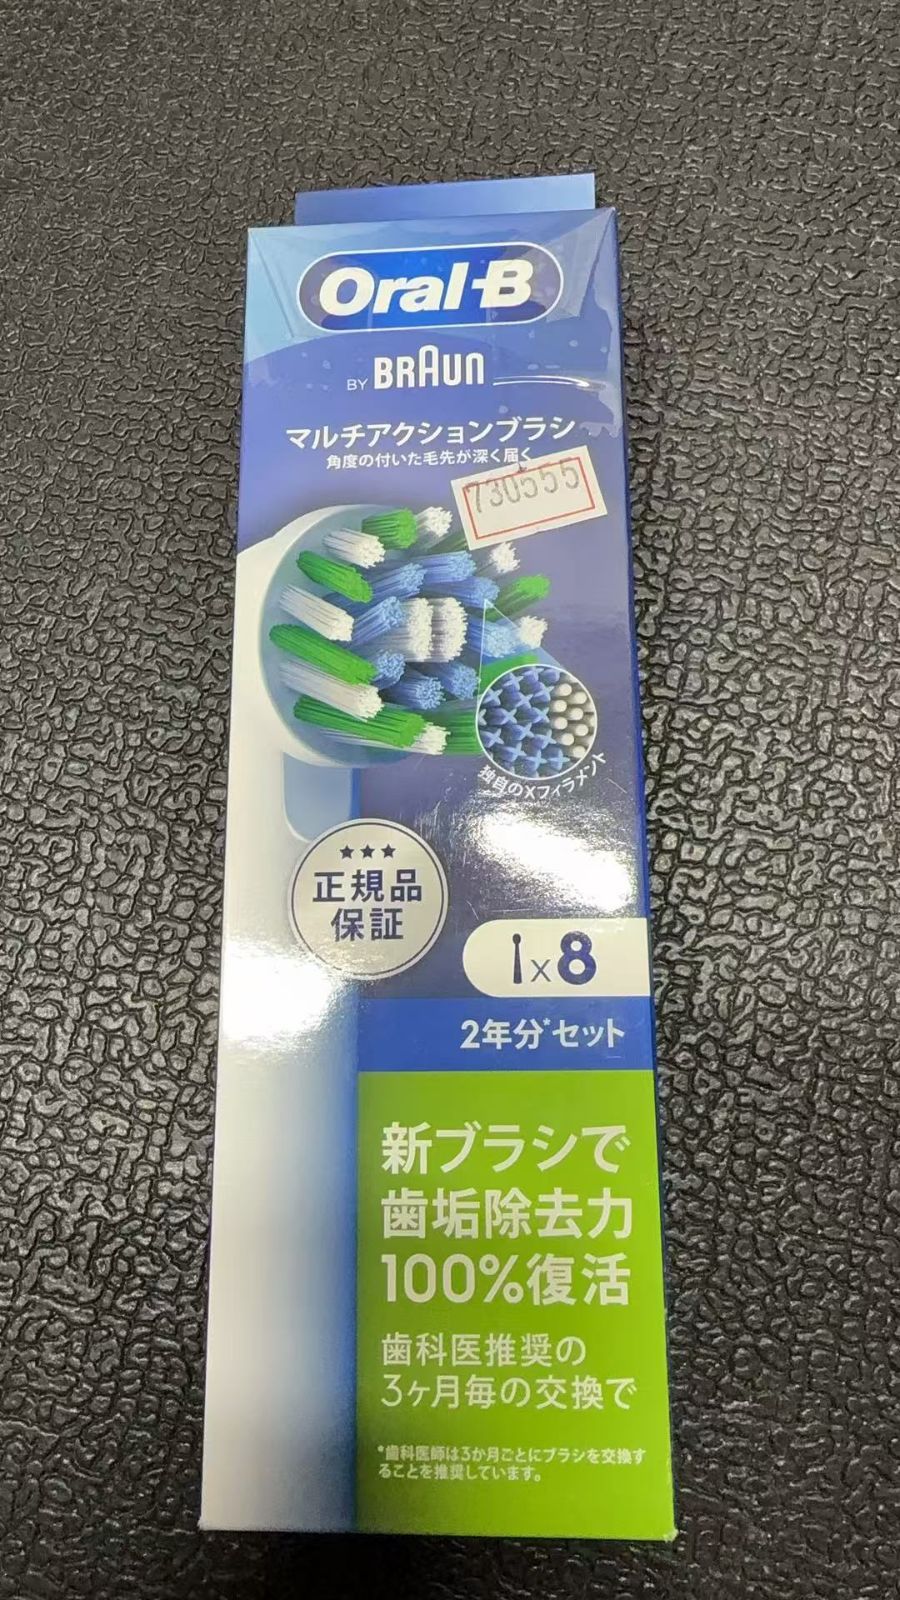 Oral-B
BY BRAUN
マルチアクションブラシ
角度の付いた毛先が深く届く
730555
独自のXフィラメント
★★★
正規品
保証
x8
2年分*セット
新ブラシで
歯垢除去力
100%復活
歯科医推奨の
3ヶ月毎の交換で
*歯科医師は3か月ごとにブラシを交換す
ることを推奨しています。